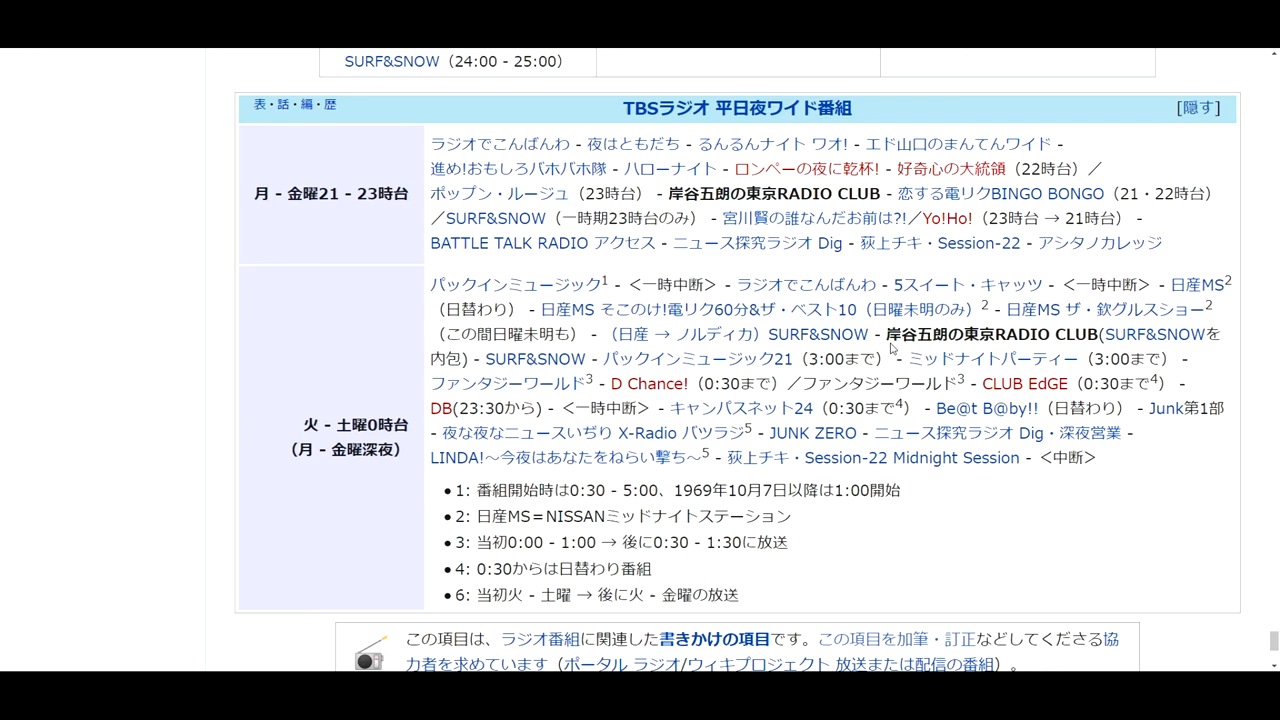 SURF&SNOW（24:00 - 25:00）
表・話・編・歴
TBSラジオ 平日夜ワイド番組
[隠す]
月 - 金曜21 - 23時台
ラジオでこんばんわ - 夜はともだち - るんるんナイト ワオ! - エド山口のまんてんワイド -
進め!おもしろバホバホ隊 - ハローナイト - ロンペーの夜に乾杯! - 好奇心の大統領（22時台）／
ポップン・ルージュ（23時台） - 岸谷五朗の東京RADIO CLUB - 恋する電リクBINGO BONGO（21・22時台）
／SURF&SNOW（一時期23時台のみ） - 宮川賢の誰なんだお前は?!／Yo!Ho!（23時台 → 21時台） -
BATTLE TALK RADIO アクセス - ニュース探究ラジオ Dig - 荻上チキ・Session-22 - アシタノカレッジ
火 - 土曜0時台
（月 - 金曜深夜）
パックインミュージック1 - ＜一時中断＞ - ラジオでこんばんわ - 5スイート・キャッツ - ＜一時中断＞ - 日産MS2
（日替わり） - 日産MS そこのけ!電リク60分&ザ・ベスト10（日曜未明のみ）2 - 日産MS ザ・欽グルスショー2
（この間日曜未明も） - （日産 → ノルディカ）SURF&SNOW - 岸谷五朗の東京RADIO CLUB(SURF&SNOWを
内包) - SURF&SNOW - パックインミュージック21（3:00まで） - ミッドナイトパーティー（3:00まで） -
ファンタジーワールド3 - D Chance!（0:30まで）／ファンタジーワールド3 - CLUB EdGE（0:30まで4） -
DB(23:30から) - ＜一時中断＞ - キャンパスネット24（0:30まで4） - Be@t B@by!!（日替わり） - Junk第1部
- 夜な夜なニュースいぢり X-Radio バツラジ5 - JUNK ZERO - ニュース探究ラジオ Dig・深夜営業 -
LINDA!～今夜はあなたをねらい撃ち～5 - 荻上チキ・Session-22 Midnight Session - ＜中断＞
● 1: 番組開始時は0:30 - 5:00、1969年10月7日以降は1:00開始
● 2: 日産MS＝NISSANミッドナイトステーション
● 3: 当初0:00 - 1:00 → 後に0:30 - 1:30に放送
● 4: 0:30からは日替わり番組
● 6: 当初火 - 土曜 → 後に火 - 金曜の放送
この項目は、ラジオ番組に関連した書きかけの項目です。この項目を加筆・訂正などしてくださる協
力者を求めています（ポータル ラジオ/ウィキプロジェクト 放送または配信の番組）。